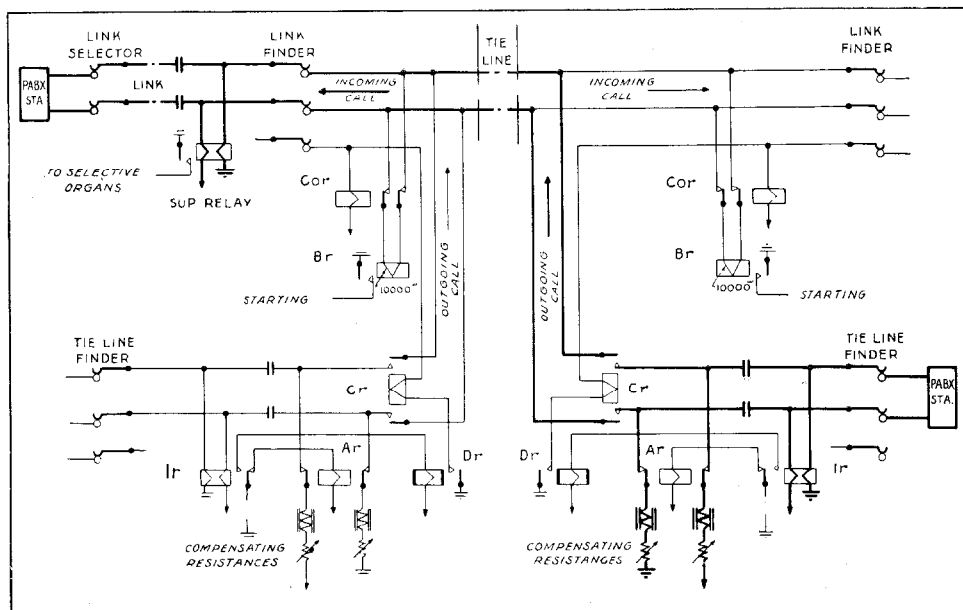 LINK
SELECTOR
LINK
FINDER
TIE
LINE
LINK
FINDER
PABX
STA.
LINK
INCOMING
CALL
INCOMING
CALL
TO SELECTIVE
ORGANS
SUP RELAY
Cor
Br
10000ω
STARTING
OUTGOING
CALL
OUTGOING
CALL
Cor
Br
10000ω
STARTING
TIE LINE
FINDER
Cr
Ar
Dr
Ir
COMPENSATING
RESISTANCES
TIE LINE
FINDER
PABX
STA.
Cr
Dr
Ar
Ir
COMPENSATING
RESISTANCES